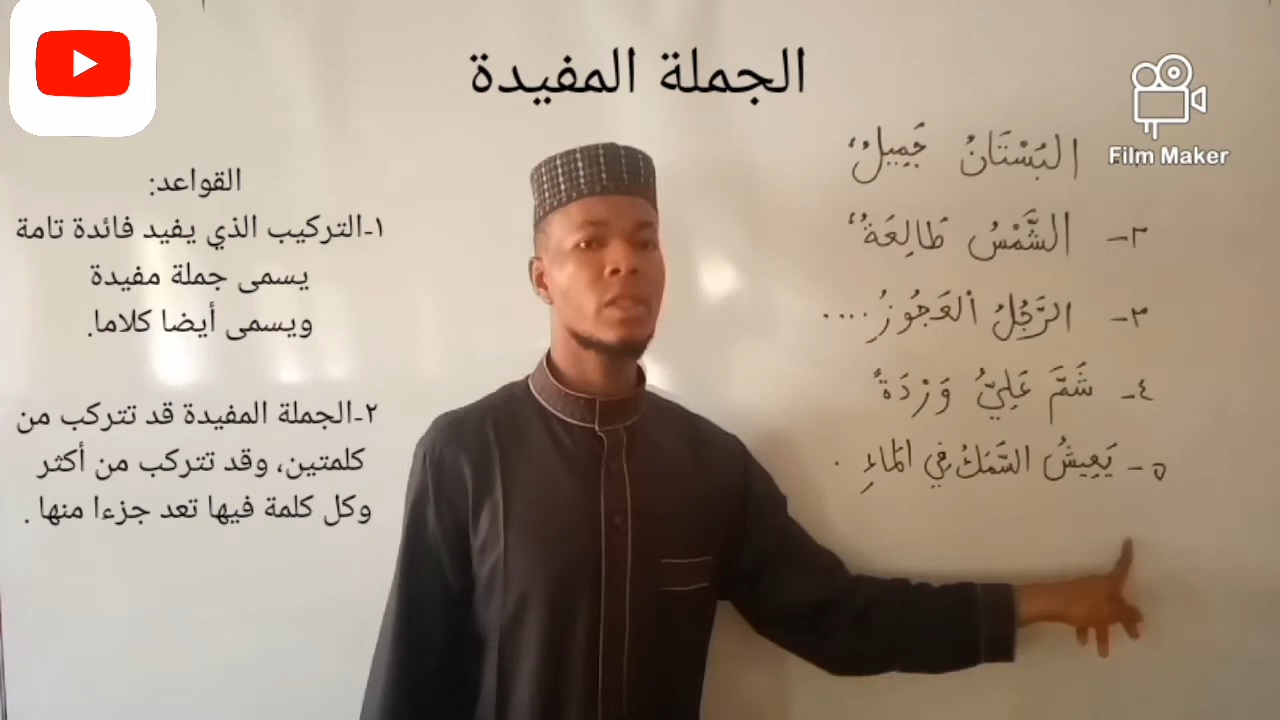 الجملة المفيدة
البُسْتَانُ جَمِيلٌ
٢- الشَّمْسُ طَالِعَةٌ
٣- الرَّجُلُ الْعَجُوزُ ....
٤- شَمَّ عَلِيٌّ وَرْدَةً
٥- يَعِيشُ السَّمَكُ فِي المَاءِ .
القواعد:
١-التركيب الذي يفيد فائدة تامة
يسمى جملة مفيدة
ويسمى أيضا كلاما.
٢-الجملة المفيدة قد تتركب من
كلمتين، وقد تتركب من أكثر
وكل كلمة فيها تعد جزءا منها .
Film Maker